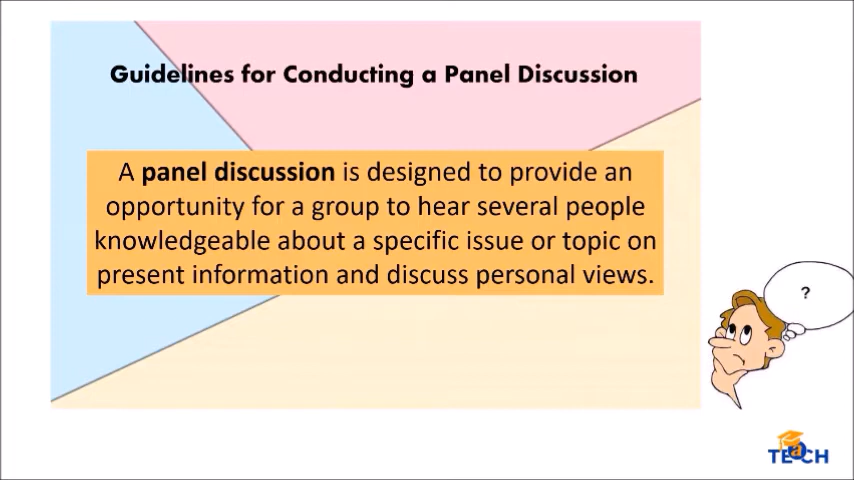 Guidelines for Conducting a Panel Discussion
A panel discussion is designed to provide an
opportunity for a group to hear several people
knowledgeable about a specific issue or topic on
present information and discuss personal views.
?
TEaCH